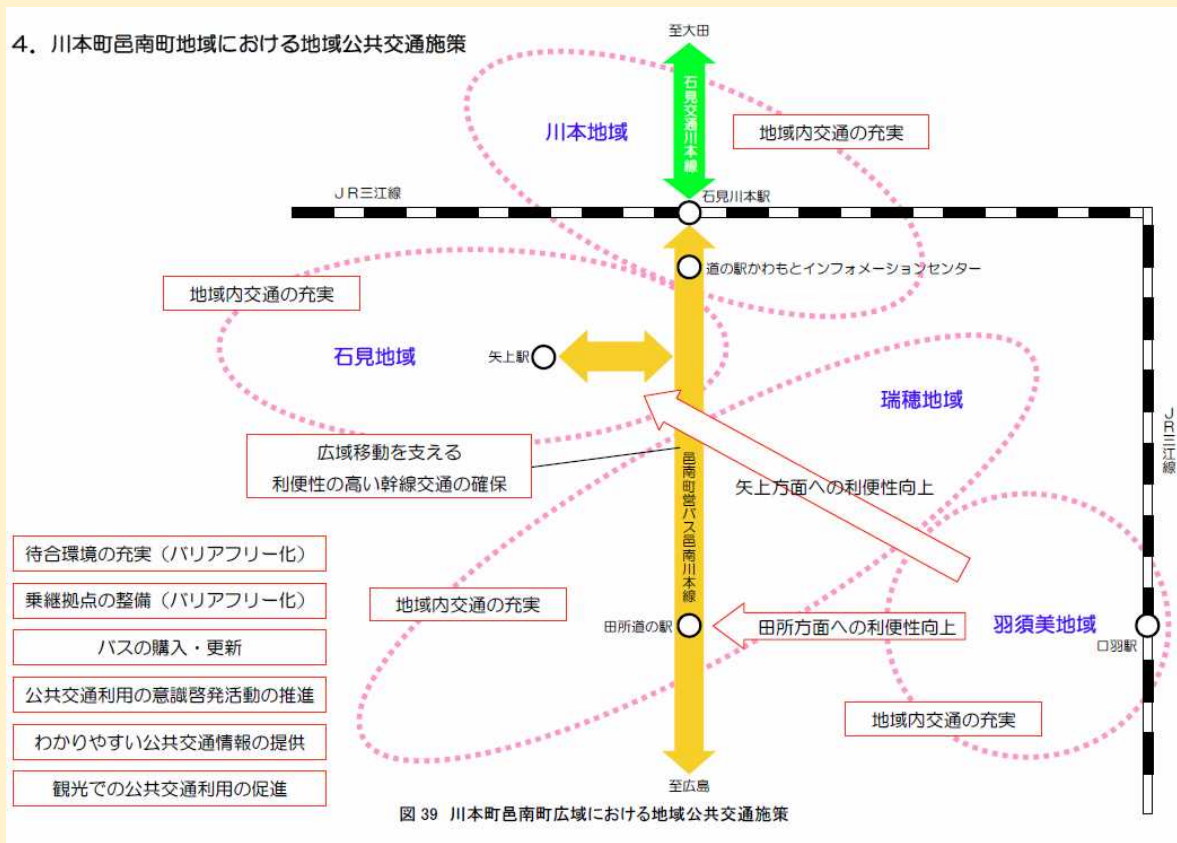 4．川本町邑南町地域における地域公共交通施策
至大田
石見交通川本線
川本地域
地域内交通の充実
ＪＲ三江線
石見川本駅
道の駅かわもとインフォメーションセンター
地域内交通の充実
石見地域
矢上駅
瑞穂地域
ＪＲ三江線
広域移動を支える
利便性の高い幹線交通の確保
邑南町営バス邑南川本線
矢上方面への利便性向上
待合環境の充実（バリアフリー化）
乗継拠点の整備（バリアフリー化）
バスの購入・更新
公共交通利用の意識啓発活動の推進
わかりやすい公共交通情報の提供
観光での公共交通利用の促進
地域内交通の充実
田所道の駅
田所方面への利便性向上
羽須美地域
口羽駅
地域内交通の充実
至広島
図 39 川本町邑南町広域における地域公共交通施策